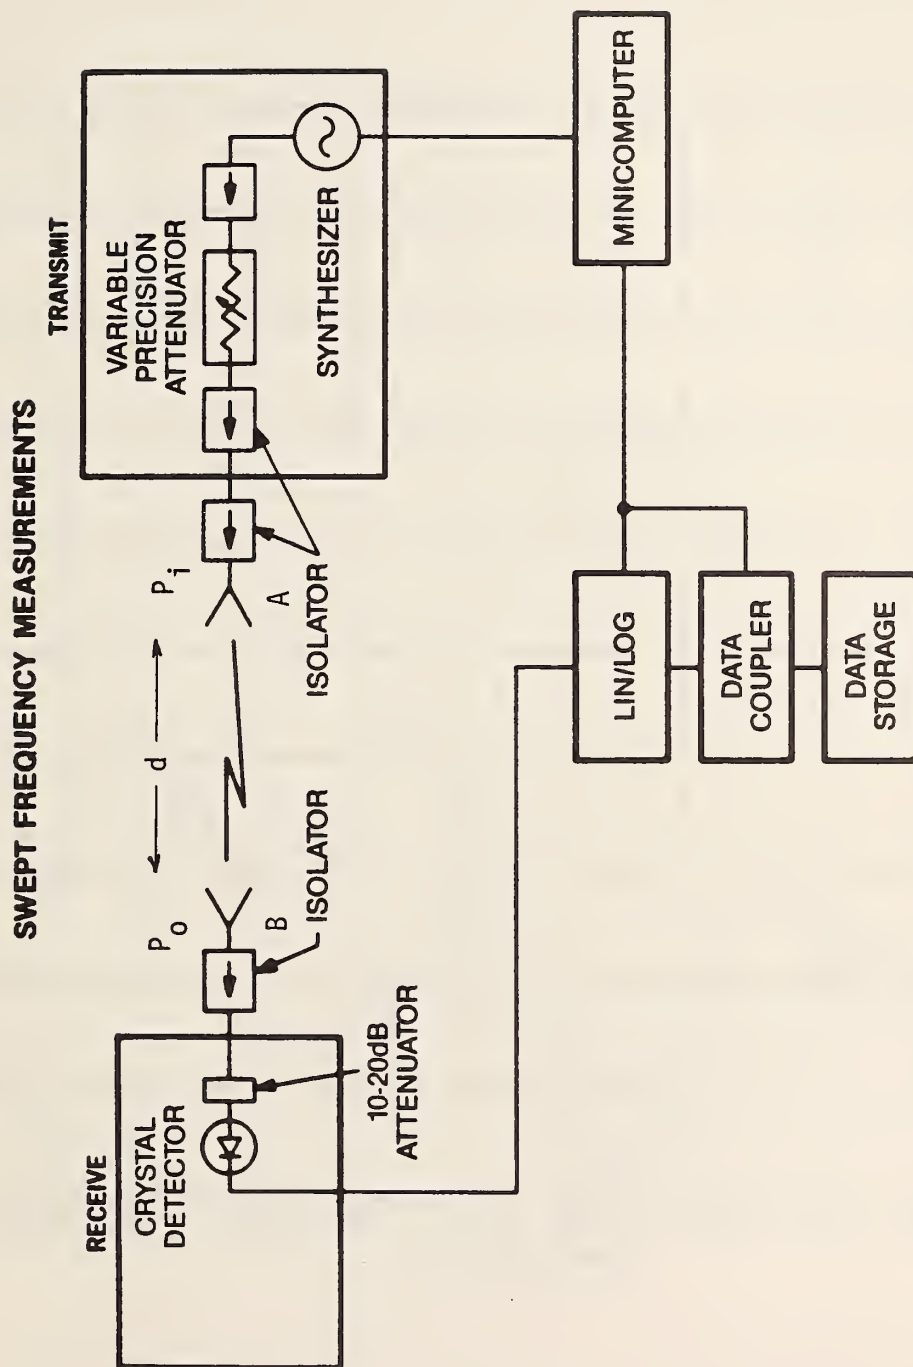 SWEPT FREQUENCY MEASUREMENTS
RECEIVE
TRANSMIT
CRYSTAL
DETECTOR
10-20dB
ATTENUATOR
P o
B
ISOLATOR
d
P i
A
ISOLATOR
VARIABLE
PRECISION
ATTENUATOR
SYNTHESIZER
LIN/LOG
DATA
COUPLER
DATA
STORAGE
MINICOMPUTER